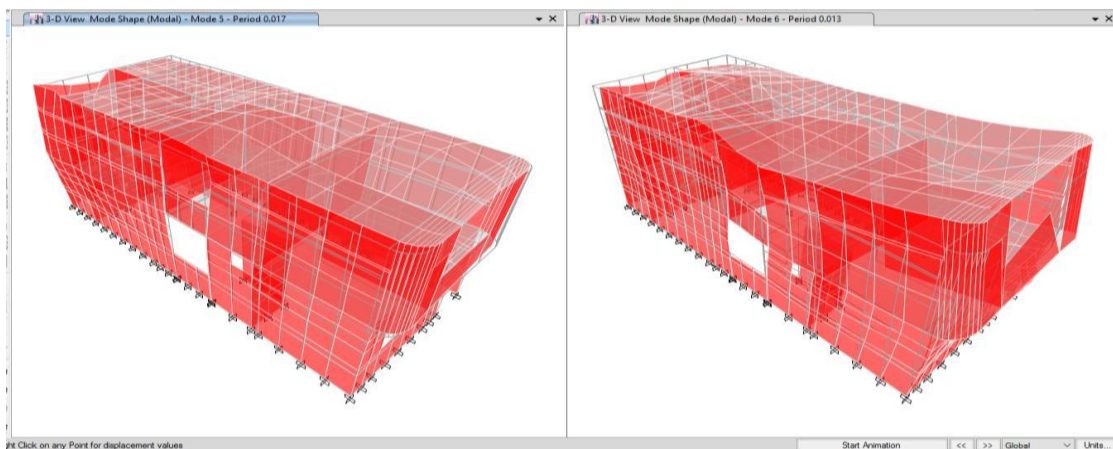 3-D View Mode Shape (Modal) - Mode 5 - Period 0.017
3-D View Mode Shape (Modal) - Mode 6 - Period 0.013
ght Click on any Point for displacement values
Start Animation
<<
>>
Global
Units...